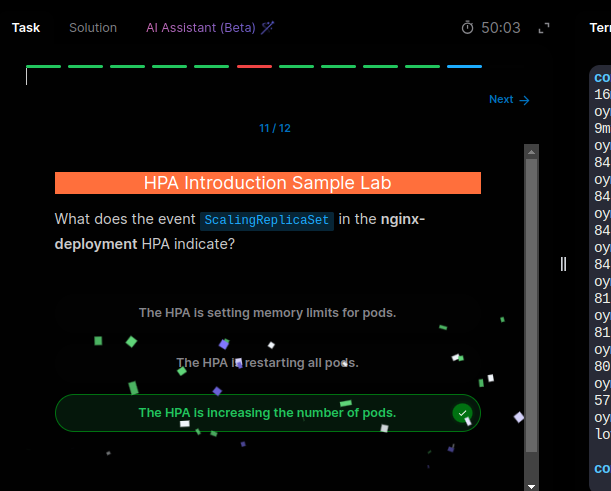 Task
Solution
AI Assistant (Beta)
50:03
Next
11 / 12
HPA Introduction Sample Lab
What does the event ScalingReplicaSet in the nginx-
deployment HPA indicate?
The HPA is setting memory limits for pods.
The HPA is restarting all pods.
The HPA is increasing the number of pods.
Terr
co
16
oy
9m
oy
84
oy
84
oy
84
oy
84
oy
81
oy
81
oy
80
oy
57
oy
lo
co